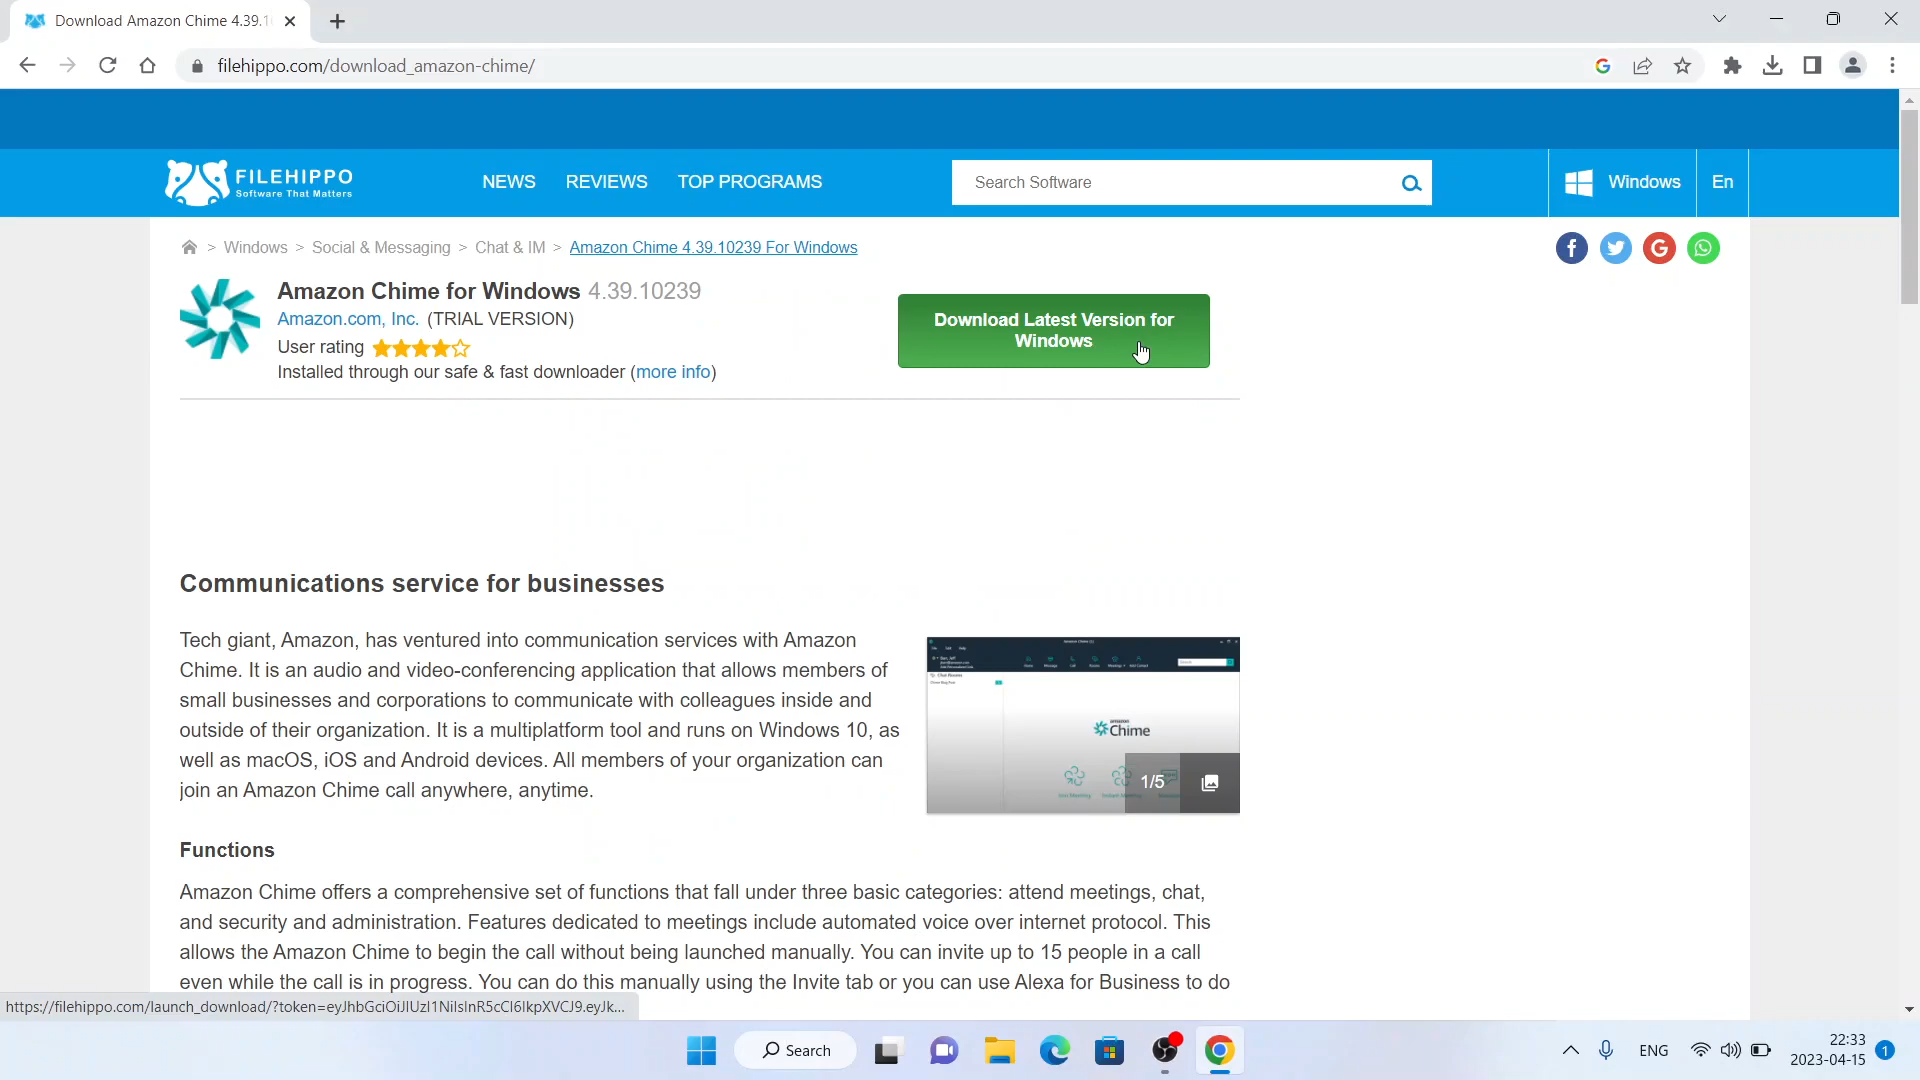 Download Amazon Chime 4.39.1
filehippo.com/download_amazon-chime/
FILEHIPPO
Software That Matters
NEWS
REVIEWS
TOP PROGRAMS
Search Software
Windows
En
> Windows > Social & Messaging > Chat & IM > Amazon Chime 4.39.10239 For Windows
Amazon Chime for Windows 4.39.10239
Amazon.com, Inc. (TRIAL VERSION)
User rating
Installed through our safe & fast downloader (more info)
Download Latest Version for
Windows
Communications service for businesses
Tech giant, Amazon, has ventured into communication services with Amazon
Chime. It is an audio and video-conferencing application that allows members of
small businesses and corporations to communicate with colleagues inside and
outside of their organization. It is a multiplatform tool and runs on Windows 10, as
well as macOS, iOS and Android devices. All members of your organization can
join an Amazon Chime call anywhere, anytime.
Chime
1/5
Functions
Amazon Chime offers a comprehensive set of functions that fall under three basic categories: attend meetings, chat,
and security and administration. Features dedicated to meetings include automated voice over internet protocol. This
allows the Amazon Chime to begin the call without being launched manually. You can invite up to 15 people in a call
even while the call is in progress. You can do this manually using the Invite tab or you can use Alexa for Business to do
Search
ENG
22:33
2023-04-15
1